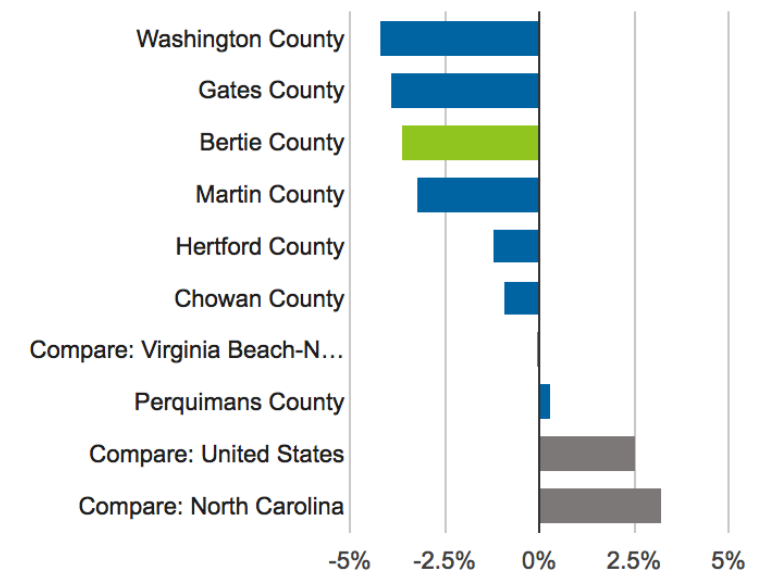 Washington County
Gates County
Bertie County
Martin County
Hertford County
Chowan County
Compare: Virginia Beach-N…
Perquimans County
Compare: United States
Compare: North Carolina
-5% -2.5% 0% 2.5% 5%